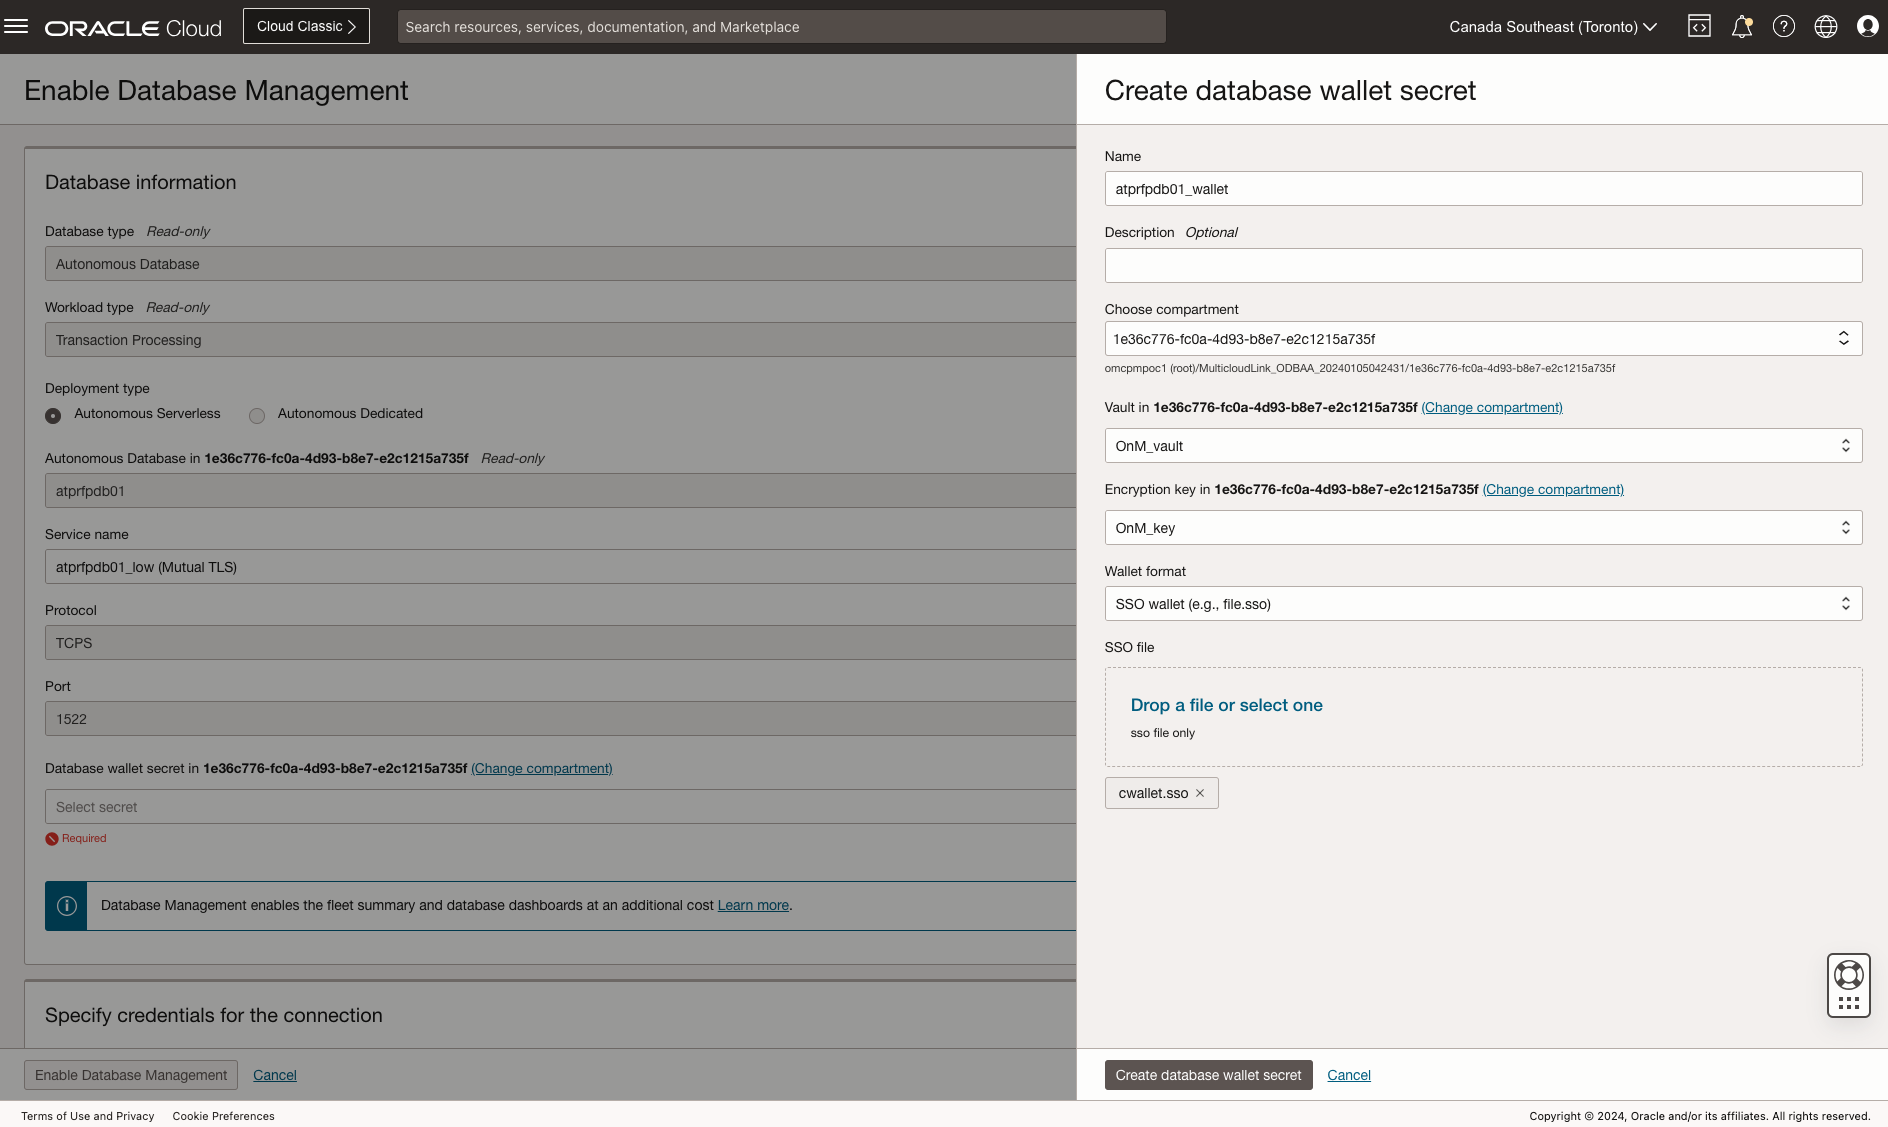 ORACLE Cloud
Cloud Classic
Search resources, services, documentation, and Marketplace
Canada Southeast (Toronto)
Enable Database Management
Database information
Database type Read-only
Autonomous Database
Workload type Read-only
Transaction Processing
Deployment type
Autonomous Serverless
Autonomous Dedicated
Autonomous Database in 1e36c776-fc0a-4d93-b8e7-e2c1215a735f Read-only
atprfpdb01
Service name
atprfpdb01_low (Mutual TLS)
Protocol
TCPS
Port
1522
Database wallet secret in 1e36c776-fc0a-4d93-b8e7-e2c1215a735f (Change compartment)
Select secret
Required
Database Management enables the fleet summary and database dashboards at an additional cost Learn more.
Specify credentials for the connection
Enable Database Management
Cancel
Create database wallet secret
Name
atprfpdb01_wallet
Description Optional
Choose compartment
1e36c776-fc0a-4d93-b8e7-e2c1215a735f
omcpmpoc1 (root)/MulticloudLink_ODBAA_20240105042431/1e36c776-fc0a-4d93-b8e7-e2c1215a735f
Vault in 1e36c776-fc0a-4d93-b8e7-e2c1215a735f (Change compartment)
OnM_vault
Encryption key in 1e36c776-fc0a-4d93-b8e7-e2c1215a735f (Change compartment)
OnM_key
Wallet format
SSO wallet (e.g., file.sso)
SSO file
Drop a file or select one
sso file only
cwallet.sso
Create database wallet secret
Cancel
Terms of Use and Privacy
Cookie Preferences
Copyright © 2024, Oracle and/or its affiliates. All rights reserved.